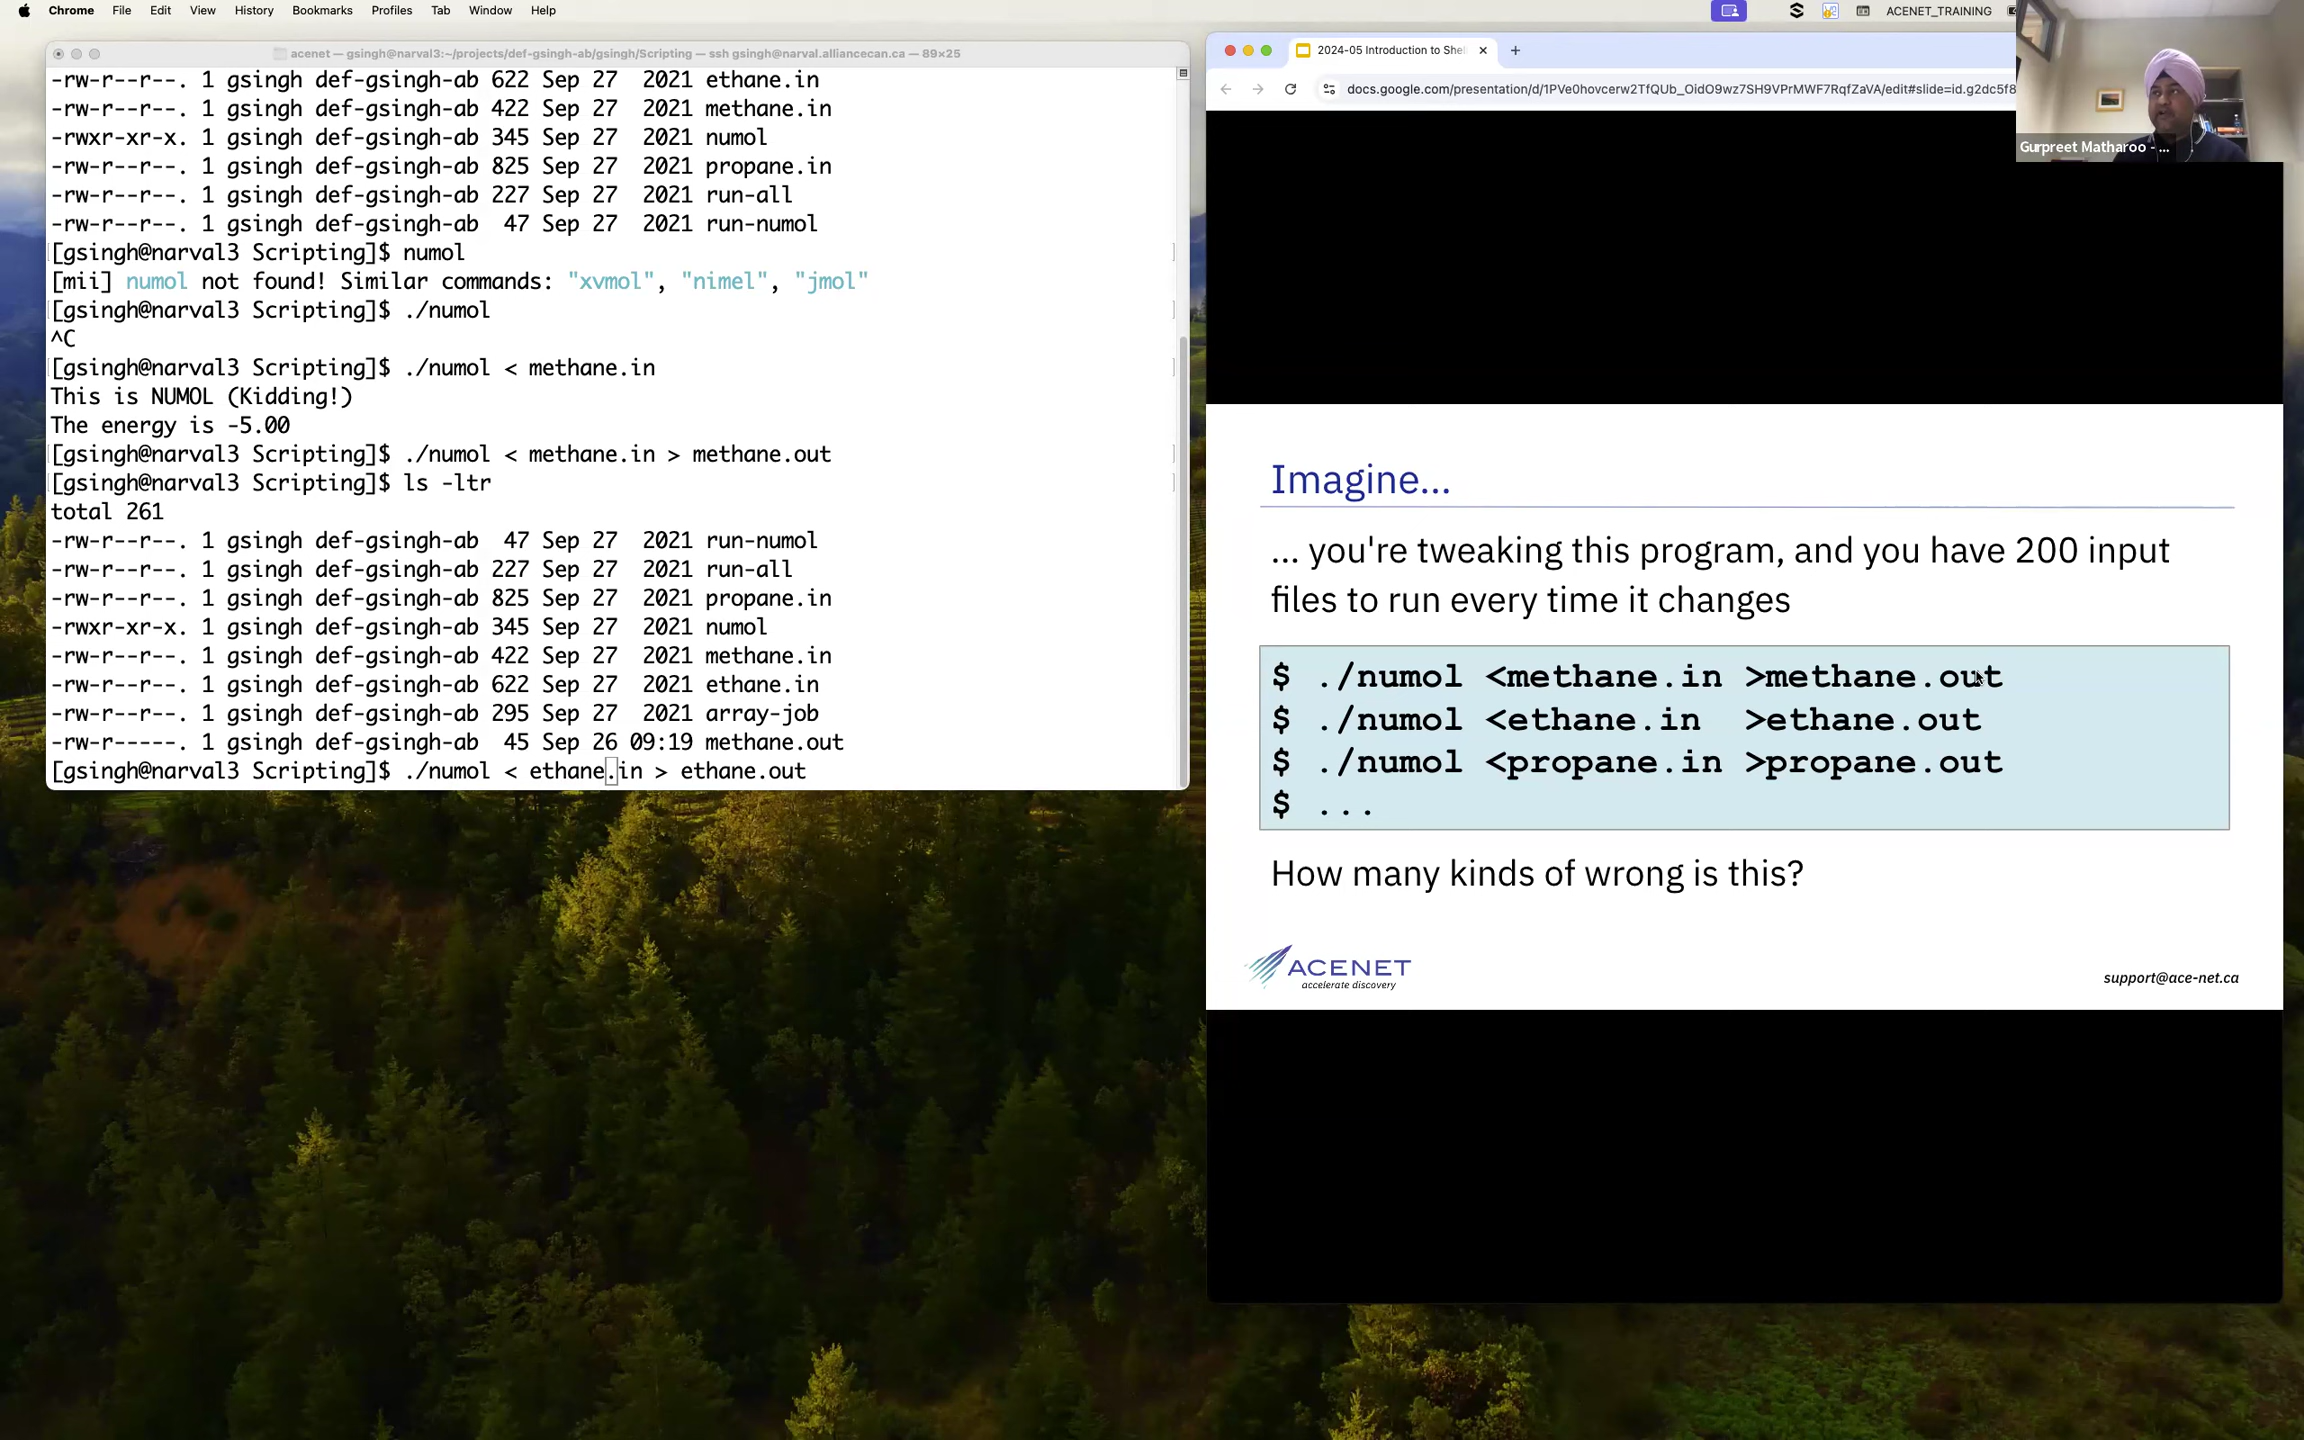 Chrome File Edit View History Bookmarks Profiles Tab Window Help
ACENET_TRAINING
acenet — gsingh@narval3:~/projects/def-gsingh-ab/gsingh/Scripting — ssh gsingh@narval.alliancecan.ca — 89×25
-rw-r--r--. 1 gsingh def-gsingh-ab 622 Sep 27  2021 ethane.in
-rw-r--r--. 1 gsingh def-gsingh-ab 422 Sep 27  2021 methane.in
-rwxr-xr-x. 1 gsingh def-gsingh-ab 345 Sep 27  2021 numol
-rw-r--r--. 1 gsingh def-gsingh-ab 825 Sep 27  2021 propane.in
-rw-r--r--. 1 gsingh def-gsingh-ab 227 Sep 27  2021 run-all
-rw-r--r--. 1 gsingh def-gsingh-ab  47 Sep 27  2021 run-numol
[gsingh@narval3 Scripting]$ numol
[mii] numol not found! Similar commands: "xvmol", "nimel", "jmol"
[gsingh@narval3 Scripting]$ ./numol
^C
[gsingh@narval3 Scripting]$ ./numol < methane.in
This is NUMOL (Kidding!)
The energy is -5.00
[gsingh@narval3 Scripting]$ ./numol < methane.in > methane.out
[gsingh@narval3 Scripting]$ ls -ltr
total 261
-rw-r--r--. 1 gsingh def-gsingh-ab  47 Sep 27  2021 run-numol
-rw-r--r--. 1 gsingh def-gsingh-ab 227 Sep 27  2021 run-all
-rw-r--r--. 1 gsingh def-gsingh-ab 825 Sep 27  2021 propane.in
-rwxr-xr-x. 1 gsingh def-gsingh-ab 345 Sep 27  2021 numol
-rw-r--r--. 1 gsingh def-gsingh-ab 422 Sep 27  2021 methane.in
-rw-r--r--. 1 gsingh def-gsingh-ab 622 Sep 27  2021 ethane.in
-rw-r--r--. 1 gsingh def-gsingh-ab 295 Sep 27  2021 array-job
-rw-r-----. 1 gsingh def-gsingh-ab  45 Sep 26 09:19 methane.out
[gsingh@narval3 Scripting]$ ./numol < ethane.in > ethane.out
2024-05 Introduction to Shel
docs.google.com/presentation/d/1PVe0hovcerw2TfQUb_OidO9wz7SH9VPrMWF7RqfZaVA/edit#slide=id.g2dc5f8
Gurpreet Matharoo - ...
Imagine...
... you're tweaking this program, and you have 200 input
files to run every time it changes
$ ./numol <methane.in >methane.out
$ ./numol <ethane.in  >ethane.out
$ ./numol <propane.in >propane.out
$ ...
How many kinds of wrong is this?
ACENET
accelerate discovery
support@ace-net.ca